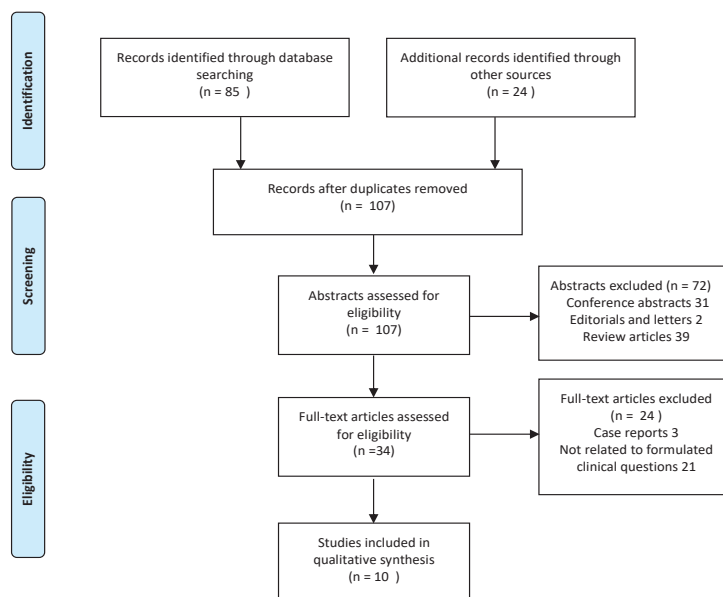 Identification
Records identified through database
searching
(n = 85  )
Additional records identified through
other sources
(n = 24  )
Records after duplicates removed
(n =  107)
Screening
Abstracts assessed for
eligibility
(n =  107)
Abstracts excluded (n = 72)
Conference abstracts 31
Editorials and letters 2
Review articles 39
Eligibility
Full-text articles assessed
for eligibility
(n =34)
Full-text articles excluded
(n =  24  )
Case reports 3
Not related to formulated
clinical questions 21
Studies included in
qualitative synthesis
(n = 10   )